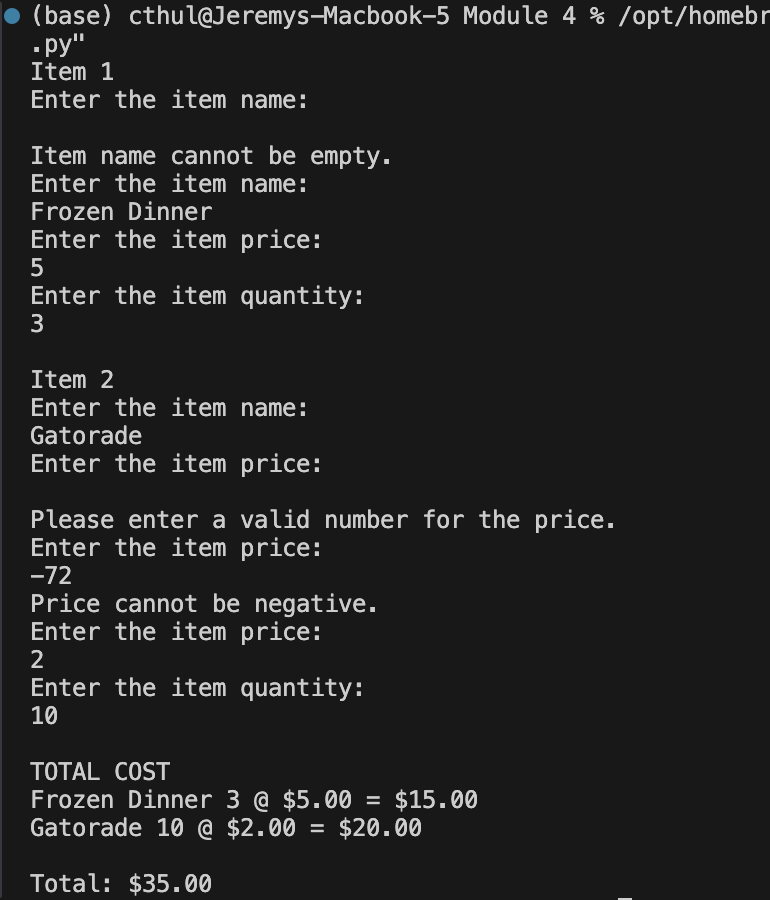 (base) cthul@Jeremys-Macbook-5 Module 4 % /opt/homebr
.py"
Item 1
Enter the item name:
Item name cannot be empty.
Enter the item name:
Frozen Dinner
Enter the item price:
5
Enter the item quantity:
3
Item 2
Enter the item name:
Gatorade
Enter the item price:
Please enter a valid number for the price.
Enter the item price:
-72
Price cannot be negative.
Enter the item price:
2
Enter the item quantity:
10
TOTAL COST
Frozen Dinner 3 @ $5.00 = $15.00
Gatorade 10 @ $2.00 = $20.00
Total: $35.00